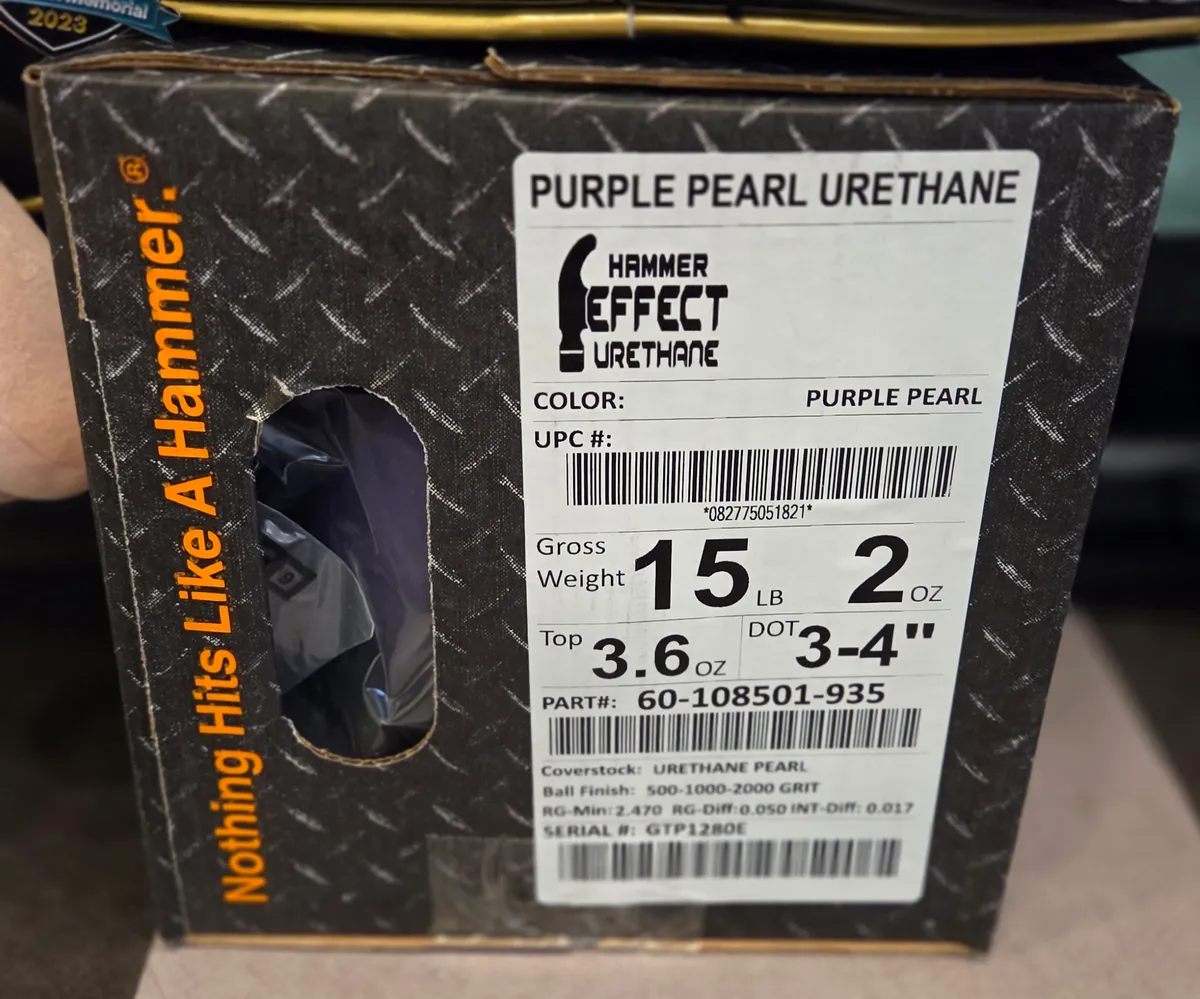 2023
Nothing Hits Like A Hammer.®
PURPLE PEARL URETHANE
HAMMER
EFFECT
URETHANE
COLOR: PURPLE PEARL
UPC #:
*082775051821*
Gross Weight 15 LB 2 OZ
Top 3.6 OZ DOT 3-4"
PART#: 60-108501-935
Coverstock: URETHANE PEARL
Ball Finish: 500-1000-2000 GRIT
RG-Min: 2.470 RG-Diff: 0.050 INT-Diff: 0.017
SERIAL #: GTP1280E